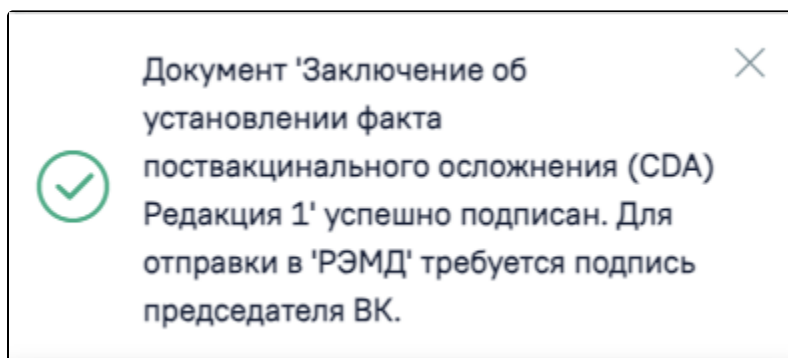 Документ 'Заключение об
установлении факта
поствакцинального осложнения (CDA)
Редакция 1' успешно подписан. Для
отправки в 'РЭМД' требуется подпись
председателя ВК.